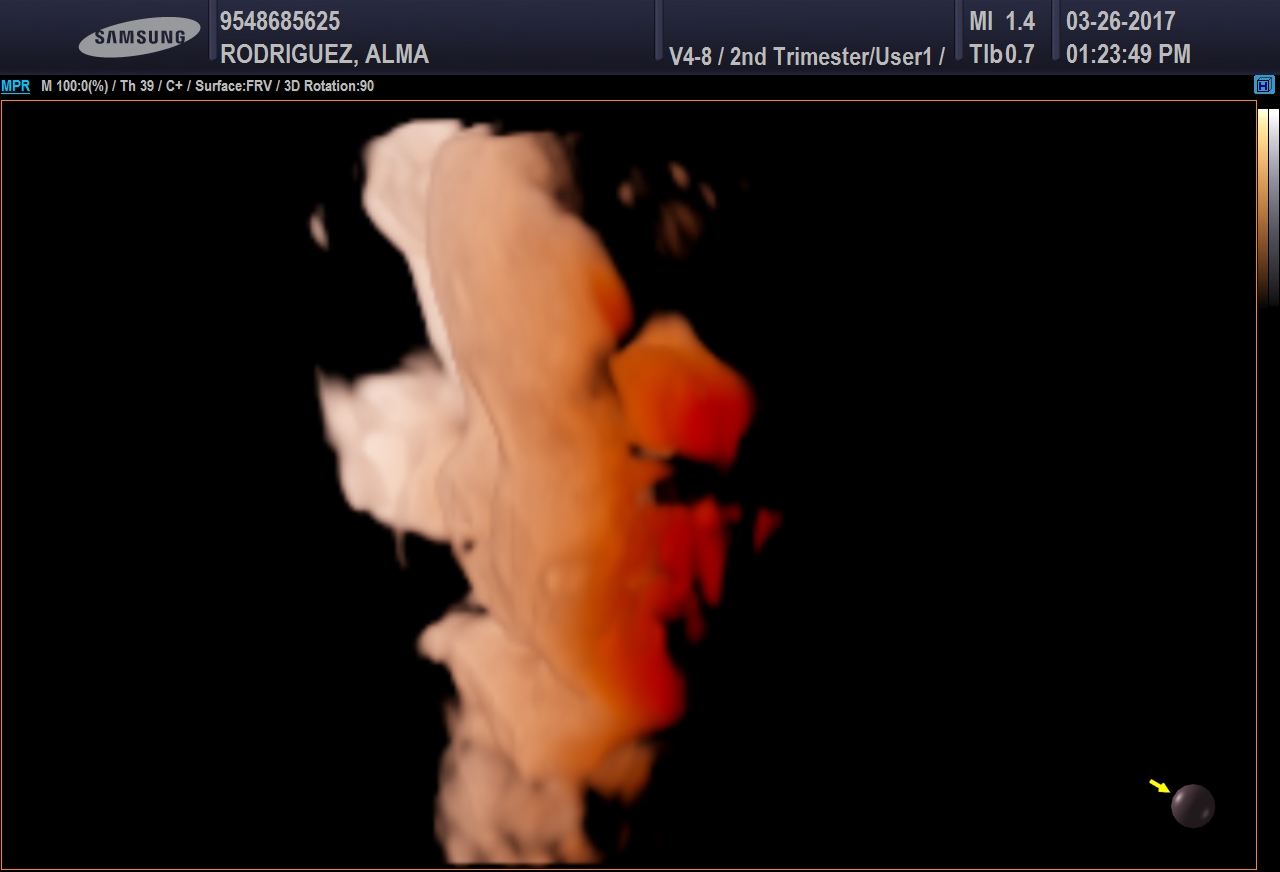 SAMSUNG
9548685625
RODRIGUEZ, ALMA
V4-8 / 2nd Trimester/User1 /
MI 1.4
TIb 0.7
03-26-2017
01:23:49 PM
MPR M 100:0(%) / Th 39 / C+ / Surface:FRV / 3D Rotation:90
H